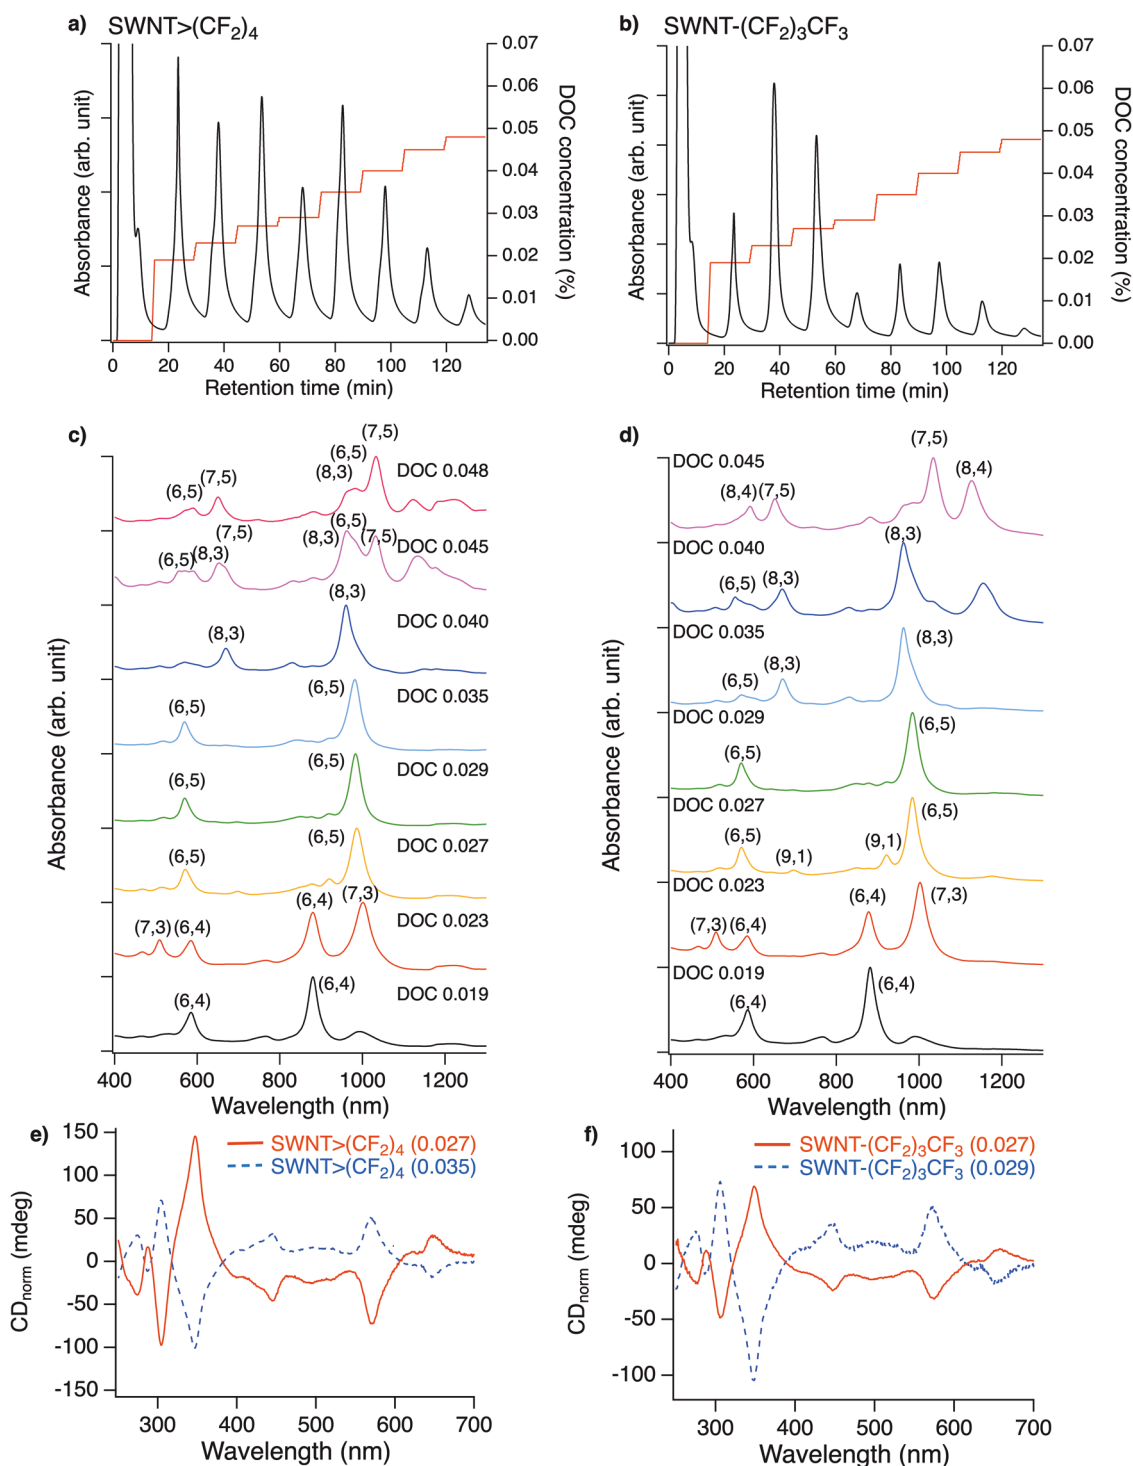 a) SWNT>(CF2)4
Absorbance (arb. unit)
0.07
0.06
0.05
0.04
0.03
0.02
0.01
0.00
DOC concentration (%)
0 20 40 60 80 100 120
Retention time (min)
b) SWNT-(CF2)3CF3
Absorbance (arb. unit)
0.07
0.06
0.05
0.04
0.03
0.02
0.01
0.00
DOC concentration (%)
0 20 40 60 80 100 120
Retention time (min)
c)
Absorbance (arb. unit)
(7,5)
(6,5)
(8,3)
(7,5)
(6,5)
DOC 0.048
(6,5)
(7,5)
(8,3)
(7,5)
(6,5)
(8,3)
DOC 0.045
(8,3)
(8,3)
DOC 0.040
(6,5)
(6,5)
DOC 0.035
(6,5)
(6,5)
DOC 0.029
(6,5)
(6,5)
DOC 0.027
(6,4)
(7,3)
(7,3)
(6,4)
DOC 0.023
(6,4)
(6,4)
DOC 0.019
400 600 800 1000 1200
Wavelength (nm)
d)
Absorbance (arb. unit)
(7,5)
DOC 0.045
(8,4)
(8,4)
(7,5)
DOC 0.040
(8,3)
(6,5)
(8,3)
DOC 0.035
(8,3)
(6,5)
(8,3)
DOC 0.029
(6,5)
(6,5)
DOC 0.027
(6,5)
(6,5)
(9,1)
(9,1)
DOC 0.023
(6,4)
(7,3)
(7,3)
(6,4)
DOC 0.019
(6,4)
(6,4)
400 600 800 1000 1200
Wavelength (nm)
e)
SWNT>(CF2)4 (0.027)
SWNT>(CF2)4 (0.035)
CDnorm (mdeg)
150
100
50
0
-50
-100
-150
300 400 500 600 700
Wavelength (nm)
f)
SWNT-(CF2)3CF3 (0.027)
SWNT-(CF2)3CF3 (0.029)
CDnorm (mdeg)
100
50
0
-50
-100
300 400 500 600 700
Wavelength (nm)